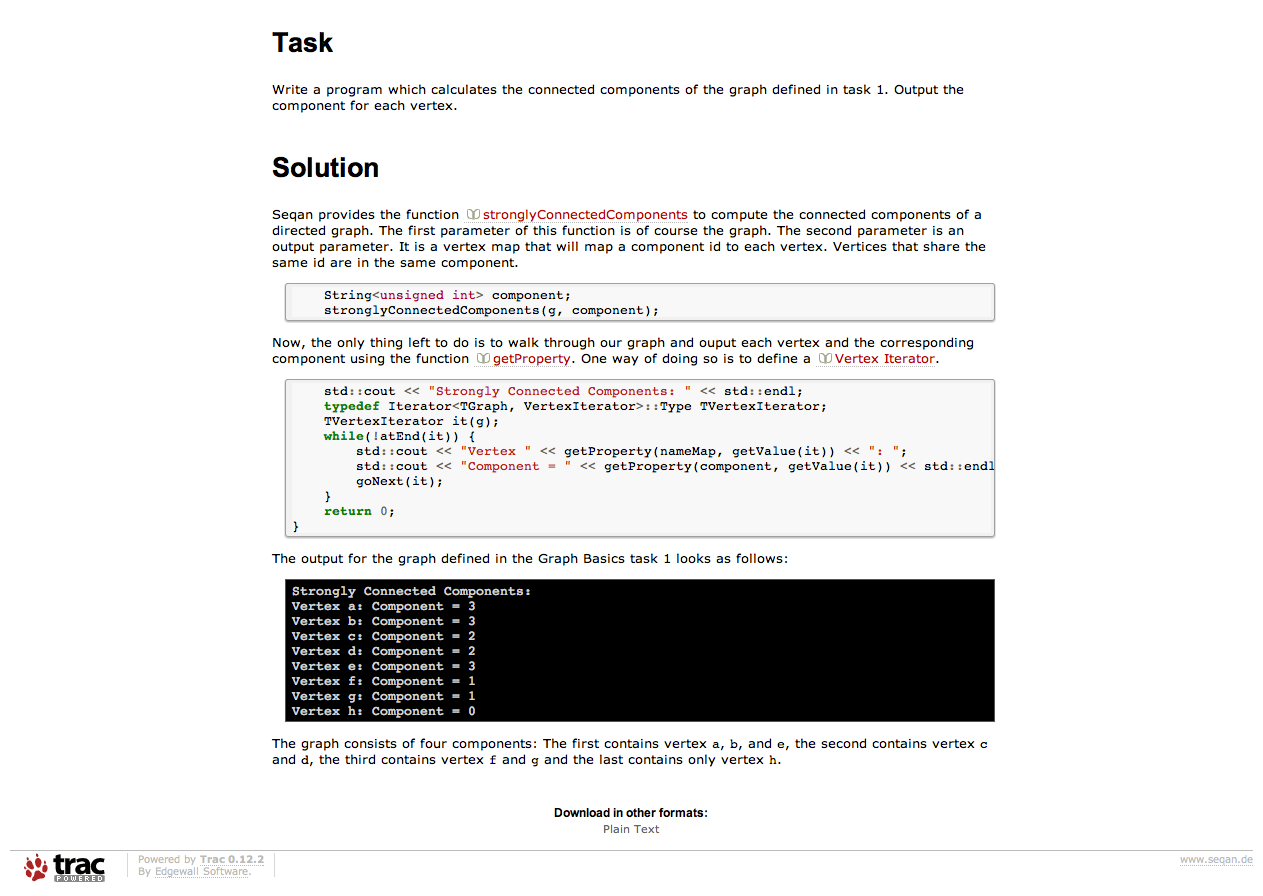 Task
Write a program which calculates the connected components of the graph defined in task 1. Output the
component for each vertex.
Solution
Seqan provides the function stronglyConnectedComponents to compute the connected components of a
directed graph. The first parameter of this function is of course the graph. The second parameter is an
output parameter. It is a vertex map that will map a component id to each vertex. Vertices that share the
same id are in the same component.
String<unsigned int> component;
stronglyConnectedComponents(g, component);
Now, the only thing left to do is to walk through our graph and ouput each vertex and the corresponding
component using the function getProperty. One way of doing so is to define a Vertex Iterator.
std::cout << "Strongly Connected Components: " << std::endl;
typedef Iterator<TGraph, VertexIterator>::Type TVertexIterator;
TVertexIterator it(g);
while(!atEnd(it)) {
std::cout << "Vertex " << getProperty(nameMap, getValue(it)) << ": ";
std::cout << "Component = " << getProperty(component, getValue(it)) << std::endl
goNext(it);
}
return 0;
}
The output for the graph defined in the Graph Basics task 1 looks as follows:
Strongly Connected Components:
Vertex a: Component = 3
Vertex b: Component = 3
Vertex c: Component = 2
Vertex d: Component = 2
Vertex e: Component = 3
Vertex f: Component = 1
Vertex g: Component = 1
Vertex h: Component = 0
The graph consists of four components: The first contains vertex a, b, and e, the second contains vertex c
and d, the third contains vertex f and g and the last contains only vertex h.
Download in other formats:
Plain Text
trac
POWERED
Powered by Trac 0.12.2
By Edgewall Software.
www.seqan.de